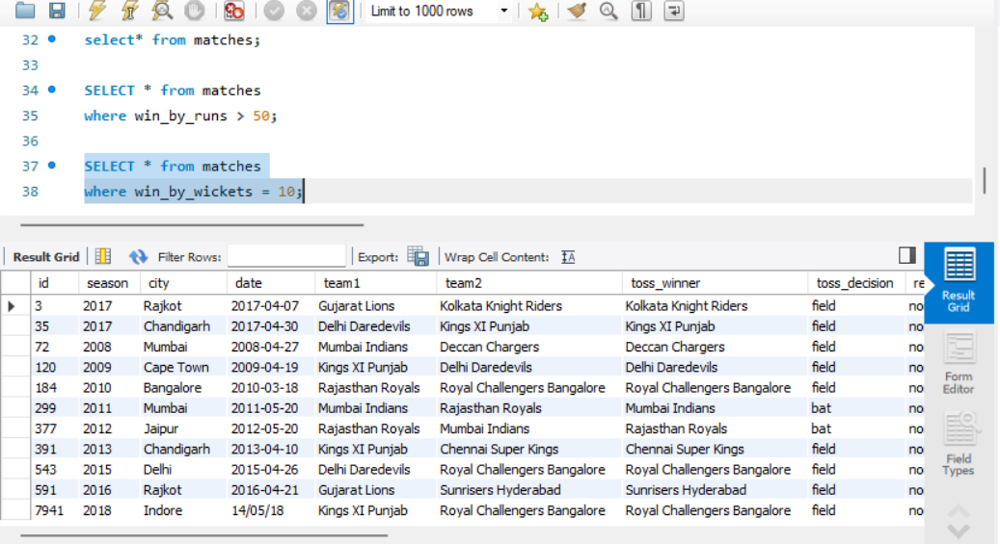 Limit to 1000 rows
32 select* from matches;
33
34 SELECT * from matches
35 where win_by_runs > 50;
36
37 SELECT * from matches
38 where win_by_wickets = 10;
Result Grid Filter Rows: Export: Wrap Cell Content: IA
id season city date team1 team2 toss_winner toss_decision re
3 2017 Rajkot 2017-04-07 Gujarat Lions Kolkata Knight Riders Kolkata Knight Riders field no
35 2017 Chandigarh 2017-04-30 Delhi Daredevils Kings XI Punjab Kings XI Punjab field no
72 2008 Mumbai 2008-04-27 Mumbai Indians Deccan Chargers Deccan Chargers field no
120 2009 Cape Town 2009-04-19 Kings XI Punjab Delhi Daredevils Delhi Daredevils field no
184 2010 Bangalore 2010-03-18 Rajasthan Royals Royal Challengers Bangalore Royal Challengers Bangalore field no
299 2011 Mumbai 2011-05-20 Mumbai Indians Rajasthan Royals Mumbai Indians bat no
377 2012 Jaipur 2012-05-20 Rajasthan Royals Mumbai Indians Rajasthan Royals bat no
391 2013 Chandigarh 2013-04-10 Kings XI Punjab Chennai Super Kings Chennai Super Kings field no
543 2015 Delhi 2015-04-26 Delhi Daredevils Royal Challengers Bangalore Royal Challengers Bangalore field no
591 2016 Rajkot 2016-04-21 Gujarat Lions Sunrisers Hyderabad Sunrisers Hyderabad field no
7941 2018 Indore 14/05/18 Kings XI Punjab Royal Challengers Bangalore Royal Challengers Bangalore field no
Result
Grid
Form
Editor
Field
Types